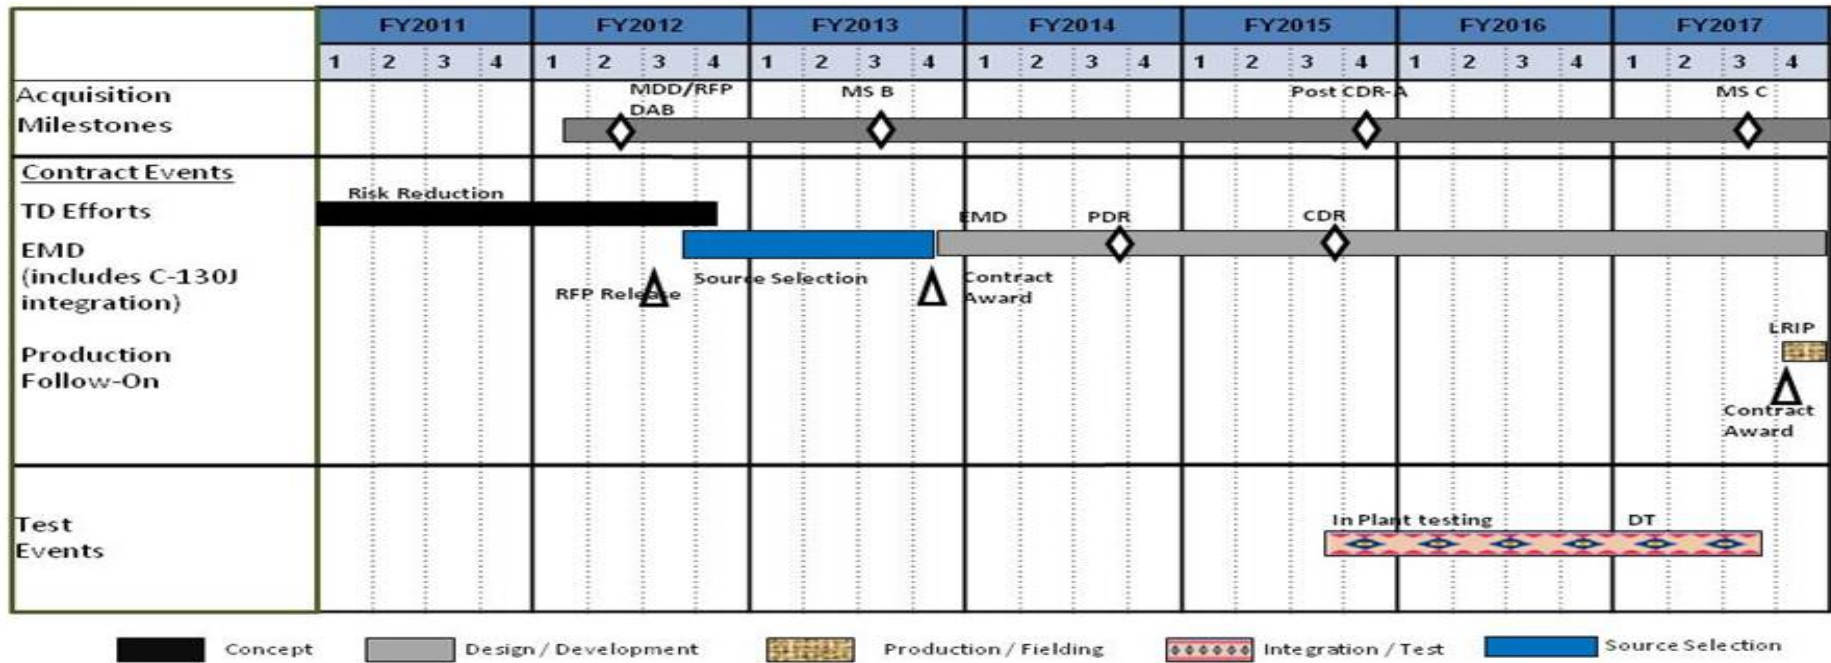 FY2011 FY2012 FY2013 FY2014 FY2015 FY2016 FY2017
1 2 3 4 1 2 3 4 1 2 3 4 1 2 3 4 1 2 3 4 1 2 3 4 1 2 3 4
Acquisition
Milestones
MDD/RFP
DAB
MS B
Post CDR-A
MS C
Contract Events
TD Efforts
Risk Reduction
EMD
(includes C-130J
integration)
EMD
PDR
CDR
RFP Release
Source Selection
Contract
Award
Production
Follow-On
LRIP
Contract
Award
Test
Events
In Plant testing
DT
Concept
Design / Development
Production / Fielding
Integration / Test
Source Selection